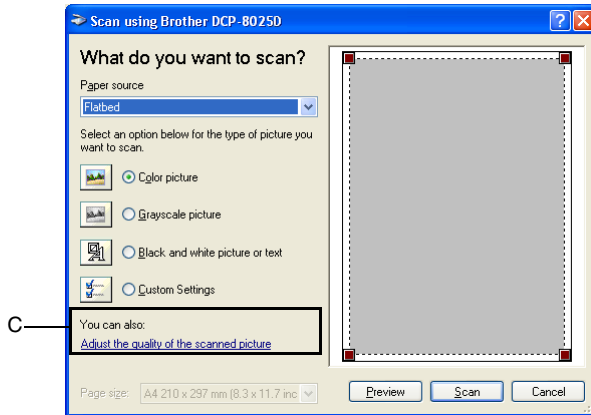 Scan using Brother DCP-8025D
What do you want to scan?
Paper source
Flatbed
Select an option below for the type of picture you
want to scan.
Color picture
Grayscale picture
Black and white picture or text
Custom Settings
C
You can also:
Adjust the quality of the scanned picture
Page size: A4 210 x 297 mm (8.3 x 11.7 inc
Preview Scan Cancel